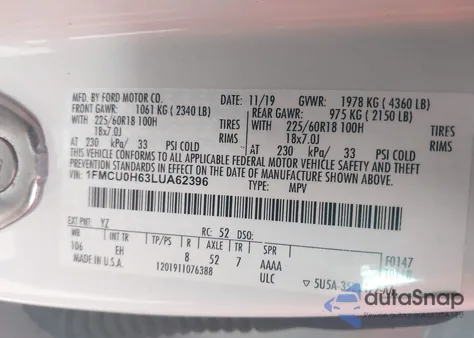 MFD. BY FORD MOTOR CO.
DATE: 11/19 GVWR: 1978 KG ( 4360 LB)
FRONT GAWR: 1061 KG ( 2340 LB) REAR GAWR: 975 KG ( 2150 LB)
WITH 225/60R18 100H TIRES WITH 225/60R18 100H TIRES
18x7.0J RIMS 18x7.0J RIMS
AT 230 kPa/ 33 PSI COLD AT 230 kPa/ 33 PSI COLD
THIS VEHICLE CONFORMS TO ALL APPLICABLE FEDERAL MOTOR VEHICLE SAFETY AND THEFT
PREVENTION STANDARDS IN EFFECT ON THE DATE OF MANUFACTURE SHOWN ABOVE.
VIN: 1FMCU0H63LUA62396 TYPE: MPV
EXT PNT: YZ RC: 52 DSO:
WB INT TR TP/PS R AXLE TR SPR
106 EH 8 52 7 AAAA
MADE IN U.S.A. ULC
1201911076388
F0147
autoSnap